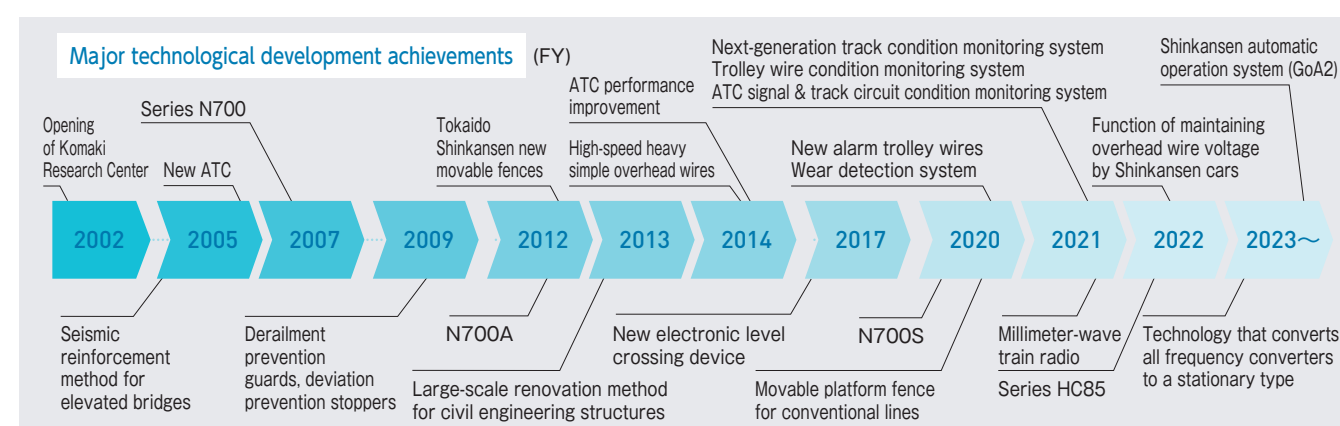 Major technological development achievements (FY)
Opening
of Komaki
Research Center
Series N700
New ATC
Tokaido
Shinkansen new
movable fences
ATC performance
improvement
High-speed heavy
simple overhead wires
Next-generation track condition monitoring system
Trolley wire condition monitoring system
ATC signal & track circuit condition monitoring system
New alarm trolley wires
Wear detection system
Function of maintaining
overhead wire voltage
by Shinkansen cars
Shinkansen automatic
operation system (GoA2)
2002 2005 2007 2009 2012 2013 2014 2017 2020 2021 2022 2023～
Seismic
reinforcement
method for
elevated bridges
Derailment
prevention
guards, deviation
prevention stoppers
N700A
Large-scale renovation method
for civil engineering structures
New electronic level
crossing device
N700S
Movable platform fence
for conventional lines
Millimeter-wave
train radio
Series HC85
Technology that converts
all frequency converters
to a stationary type